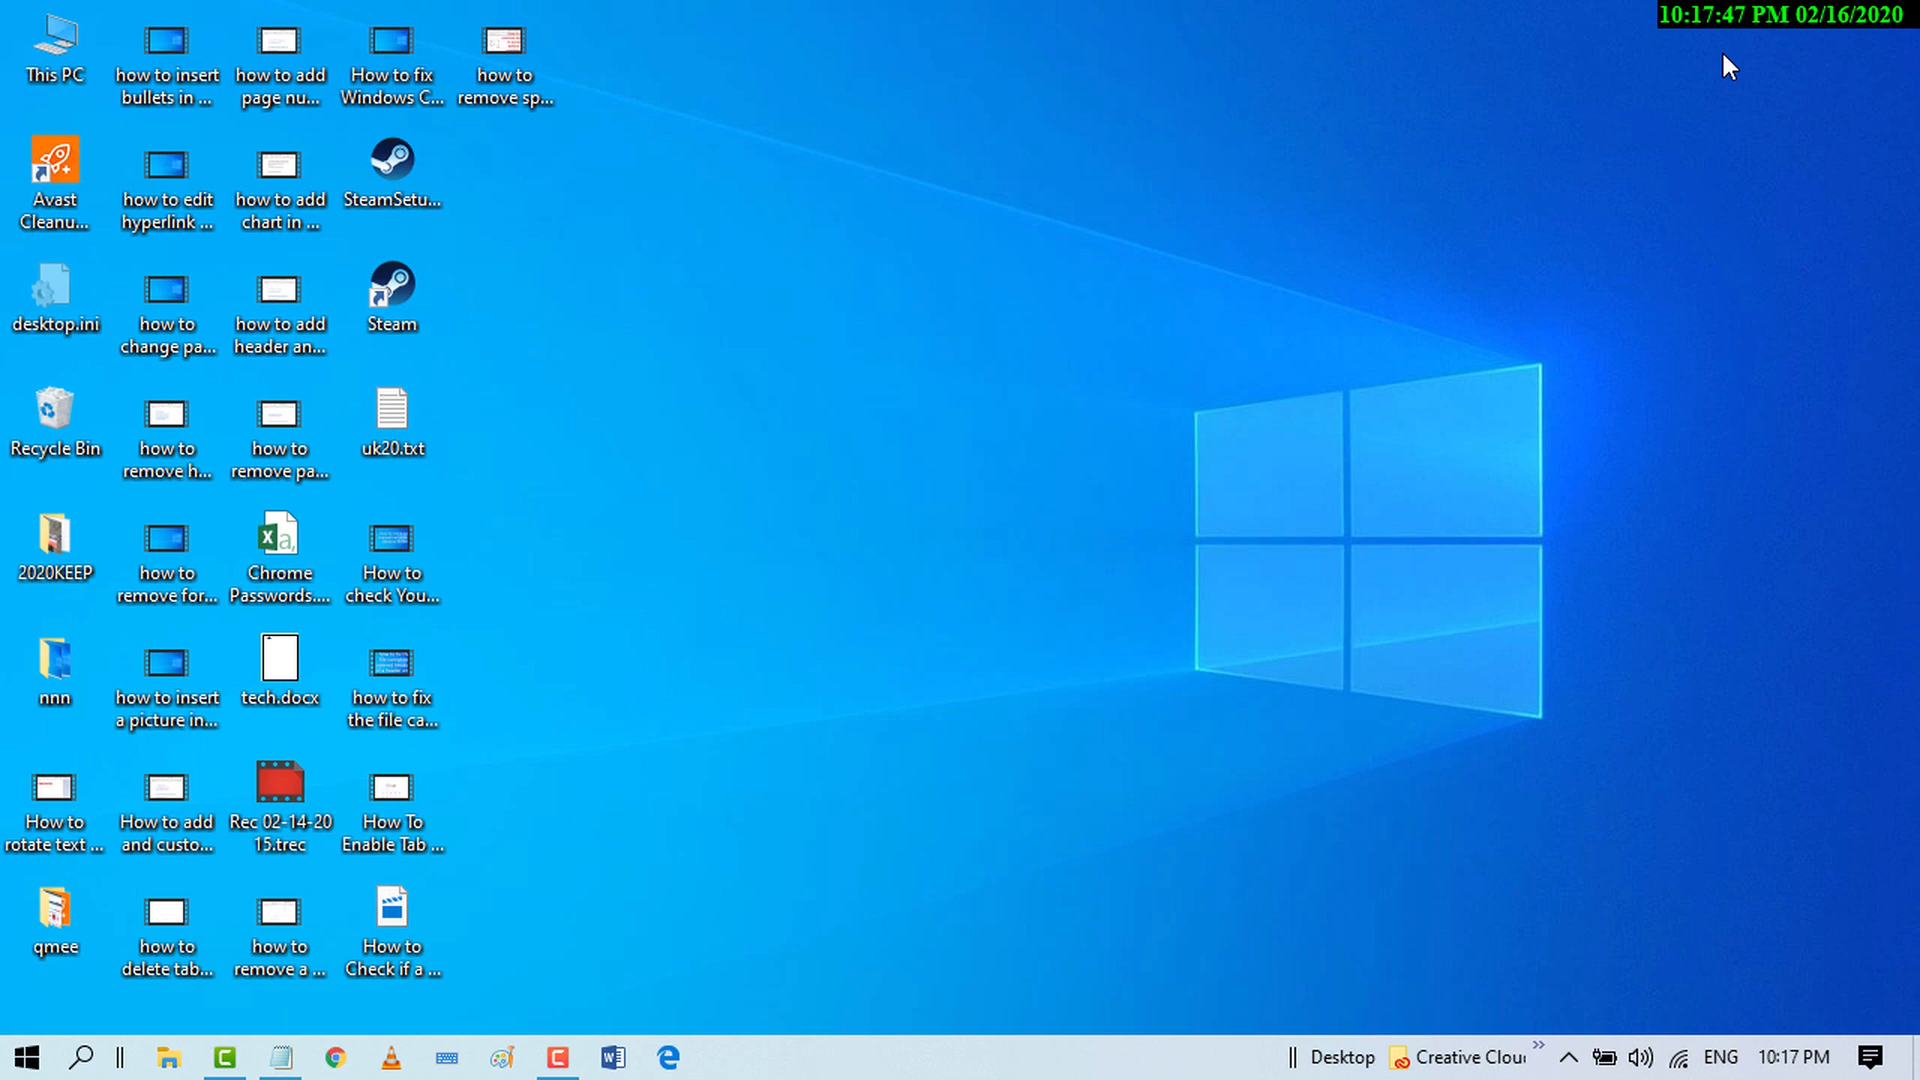 10:17:47 PM 02/16/2020
This PC
how to insert
bullets in ...
how to add
page nu...
How to fix
Windows C...
how to
remove sp...
Avast
Cleanu...
how to edit
hyperlink ...
how to add
chart in ...
SteamSetu...
desktop.ini
how to
change pa...
how to add
header an...
Steam
Recycle Bin
how to
remove h...
how to
remove pa...
uk20.txt
2020KEEP
how to
remove for...
Chrome
Passwords....
How to
check You...
nnn
how to insert
a picture in...
tech.docx
how to fix
the file ca...
How to
rotate text ...
How to add
and custo...
Rec 02-14-20
15.trec
How To
Enable Tab ...
qmee
how to
delete tab...
how to
remove a ...
How to
Check if a ...
Desktop
Creative Clou
ENG
10:17 PM